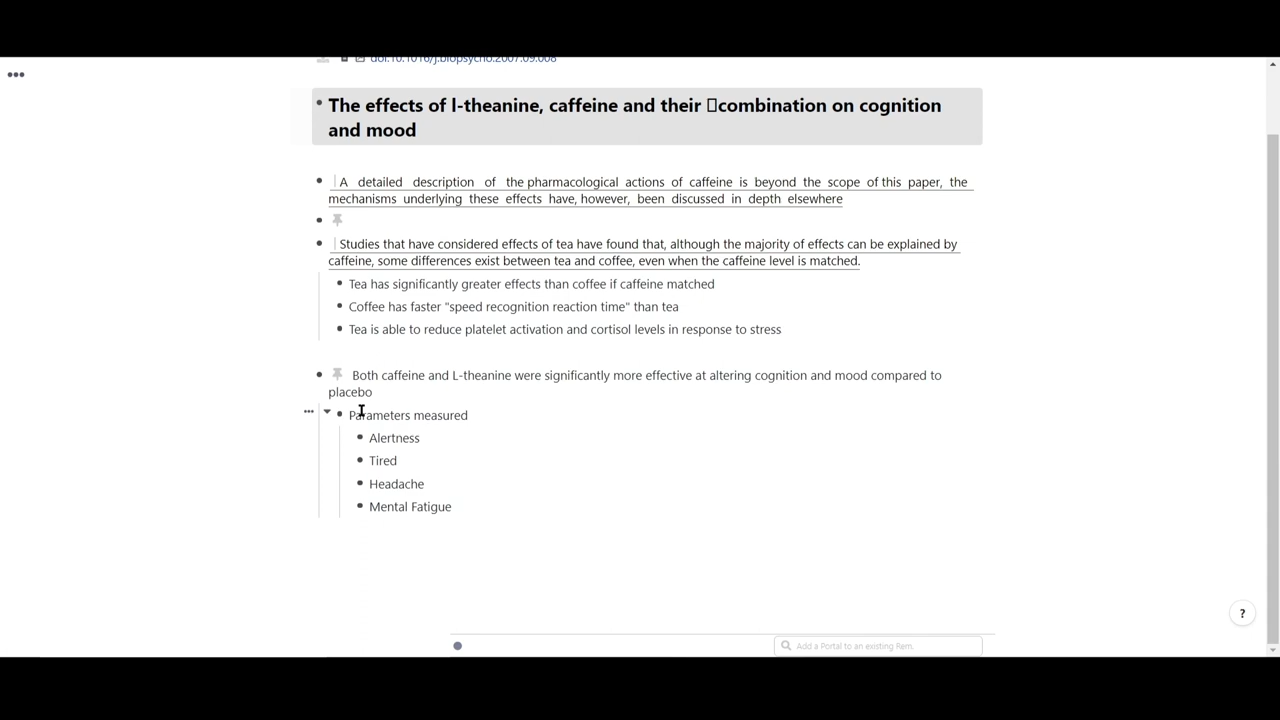 doi:10.1016/j.biopsycho.2007.09.008
The effects of l-theanine, caffeine and their combination on cognition
and mood
A detailed description of the pharmacological actions of caffeine is beyond the scope of this paper, the
mechanisms underlying these effects have, however, been discussed in depth elsewhere
Studies that have considered effects of tea have found that, although the majority of effects can be explained by
caffeine, some differences exist between tea and coffee, even when the caffeine level is matched.
Tea has significantly greater effects than coffee if caffeine matched
Coffee has faster "speed recognition reaction time" than tea
Tea is able to reduce platelet activation and cortisol levels in response to stress
Both caffeine and L-theanine were significantly more effective at altering cognition and mood compared to
placebo
Parameters measured
Alertness
Tired
Headache
Mental Fatigue
?
Add a Portal to an existing Rem.